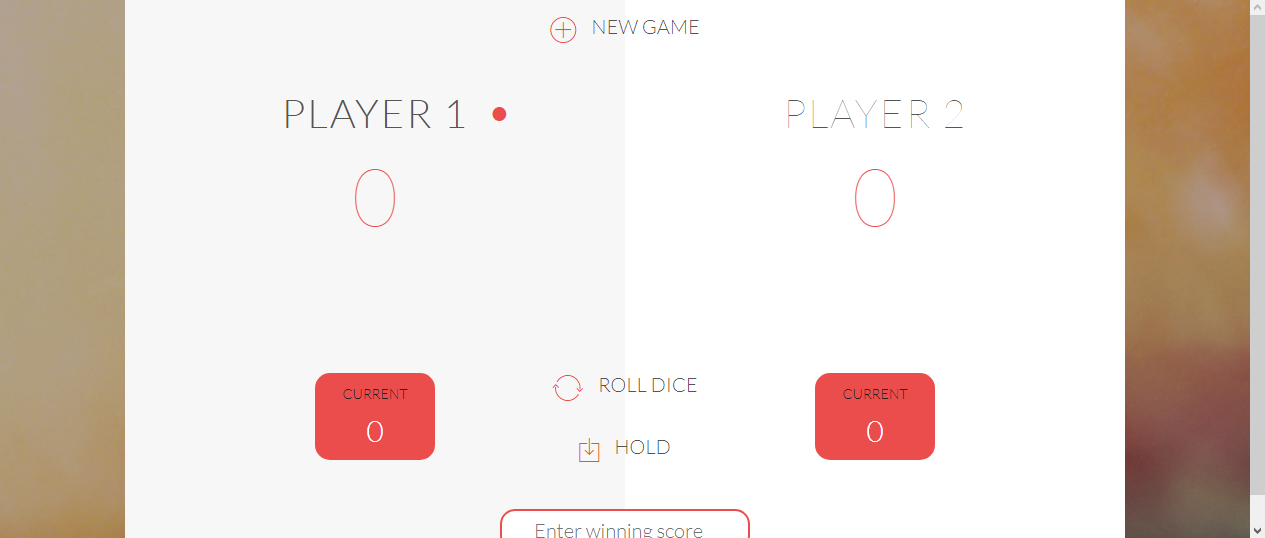 NEW GAME
PLAYER 1
PLAYER 2
0
0
CURRENT
0
ROLL DICE
CURRENT
0
HOLD
Enter winning score